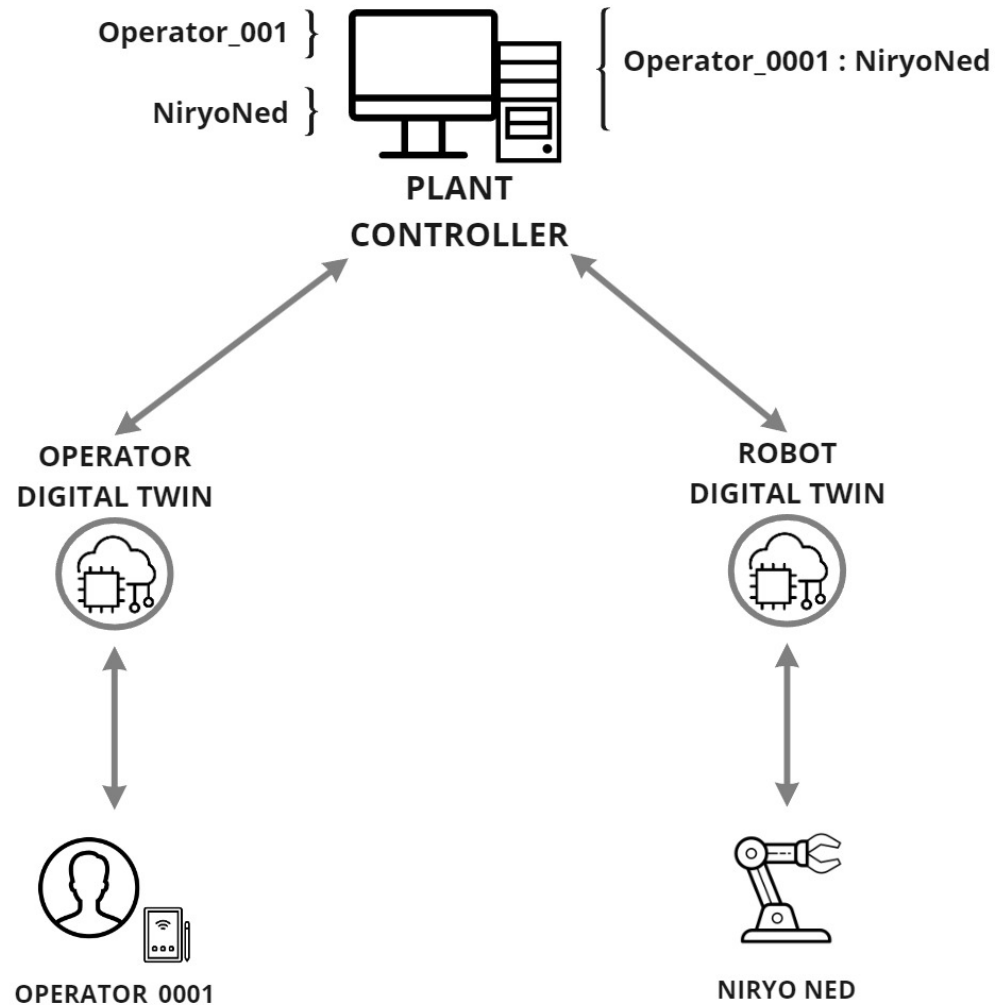 Operator_001 }
NiryoNed }
{ Operator_0001 : NiryoNed
PLANT
CONTROLLER
OPERATOR
DIGITAL TWIN
ROBOT
DIGITAL TWIN
OPERATOR 0001
NIRYO NED